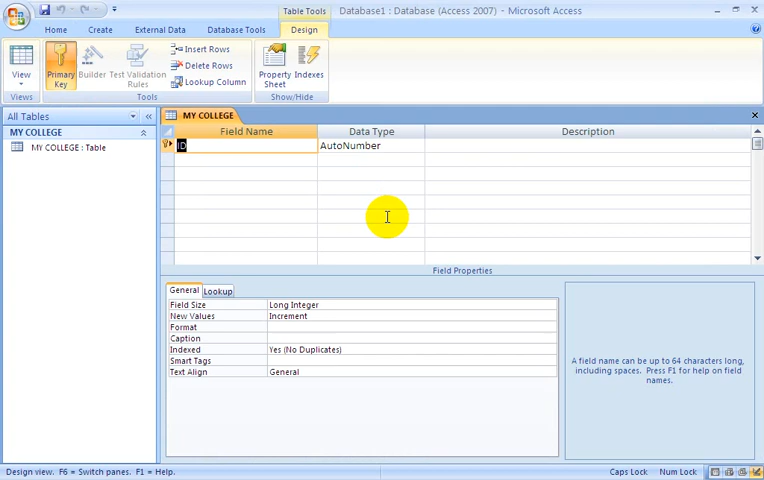 Table Tools
Database1 : Database (Access 2007) - Microsoft Access
Home
Create
External Data
Database Tools
Design
View
Primary Key
Builder
Test Validation Rules
Insert Rows
Delete Rows
Lookup Column
Property Sheet
Indexes
Views
Tools
Show/Hide
All Tables
MY COLLEGE
MY COLLEGE : Table
MY COLLEGE
Field Name
Data Type
Description
ID
AutoNumber
Field Properties
General
Lookup
Field Size
Long Integer
New Values
Increment
Format
Caption
Indexed
Yes (No Duplicates)
Smart Tags
Text Align
General
A field name can be up to 64 characters long,
including spaces. Press F1 for help on field
names.
Design view. F6 = Switch panes. F1 = Help.
Caps Lock
Num Lock